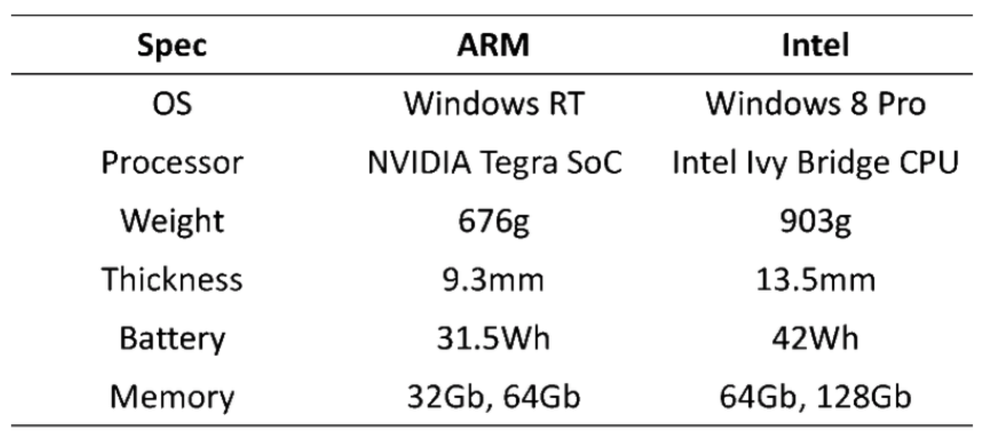 Spec ARM Intel
OS Windows RT Windows 8 Pro
Processor NVIDIA Tegra SoC Intel Ivy Bridge CPU
Weight 676g 903g
Thickness 9.3mm 13.5mm
Battery 31.5Wh 42Wh
Memory 32Gb, 64Gb 64Gb, 128Gb